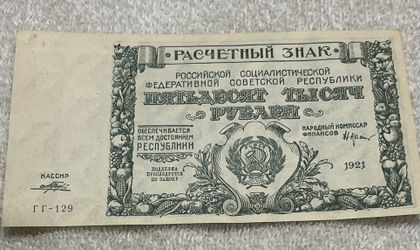 РАСЧЕТНЫЙ ЗНАК
РОССИЙСКОЙ СОЦИАЛИСТИЧЕСКОЙ
ФЕДЕРАТИВНОЙ СОВЕТСКОЙ РЕСПУБЛИКИ
ПЯТЬДЕСЯТ ТЫСЯЧ
РУБЛЕЙ
ОБЕСПЕЧИВАЕТСЯ
ВСЕМ ДОСТОЯНИЕМ
РЕСПУБЛИКИ
ПОДДЕЛКА
ПРЕСЛЕДУЕТСЯ
ПО ЗАКОНУ
НАРОДНЫЙ КОМИССАР
ФИНАНСОВ
1921
КАССИР
ГГ-129